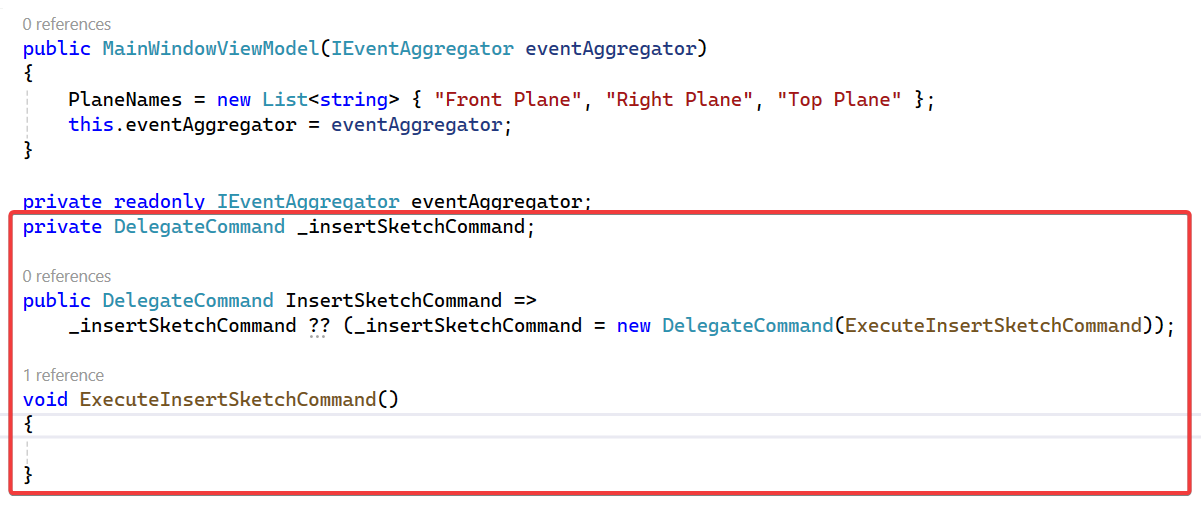 0 references
public MainWindowViewModel(IEventAggregator eventAggregator)
{
    PlaneNames = new List<string> { "Front Plane", "Right Plane", "Top Plane" };
    this.eventAggregator = eventAggregator;
}
private readonly IEventAggregator eventAggregator;
private DelegateCommand _insertSketchCommand;
0 references
public DelegateCommand InsertSketchCommand =>
    _insertSketchCommand ?? (_insertSketchCommand = new DelegateCommand(ExecuteInsertSketchCommand));
1 reference
void ExecuteInsertSketchCommand()
{
}